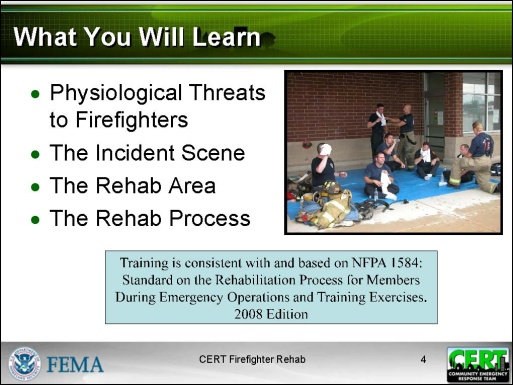 What You Will Learn
• Physiological Threats
to Firefighters
• The Incident Scene
• The Rehab Area
• The Rehab Process
Training is consistent with and based on NFPA 1584:
Standard on the Rehabilitation Process for Members
During Emergency Operations and Training Exercises.
2008 Edition
FEMA
CERT Firefighter Rehab
4
CERT
COMMUNITY EMERGENCY
RESPONSE TEAM